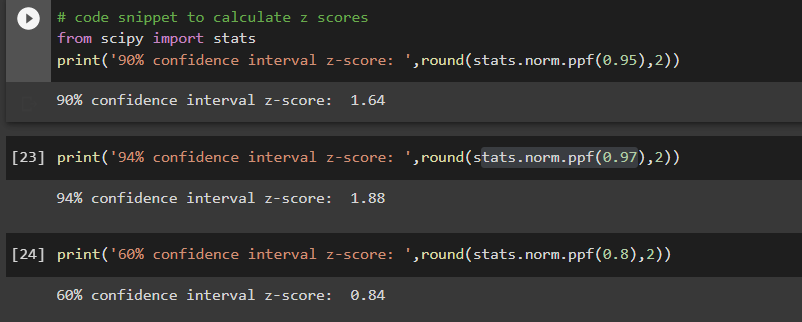 # code snippet to calculate z scores
from scipy import stats
print('90% confidence interval z-score: ',round(stats.norm.ppf(0.95),2))
90% confidence interval z-score:  1.64
[23] print('94% confidence interval z-score: ',round(stats.norm.ppf(0.97),2))
94% confidence interval z-score:  1.88
[24] print('60% confidence interval z-score: ',round(stats.norm.ppf(0.8),2))
60% confidence interval z-score:  0.84